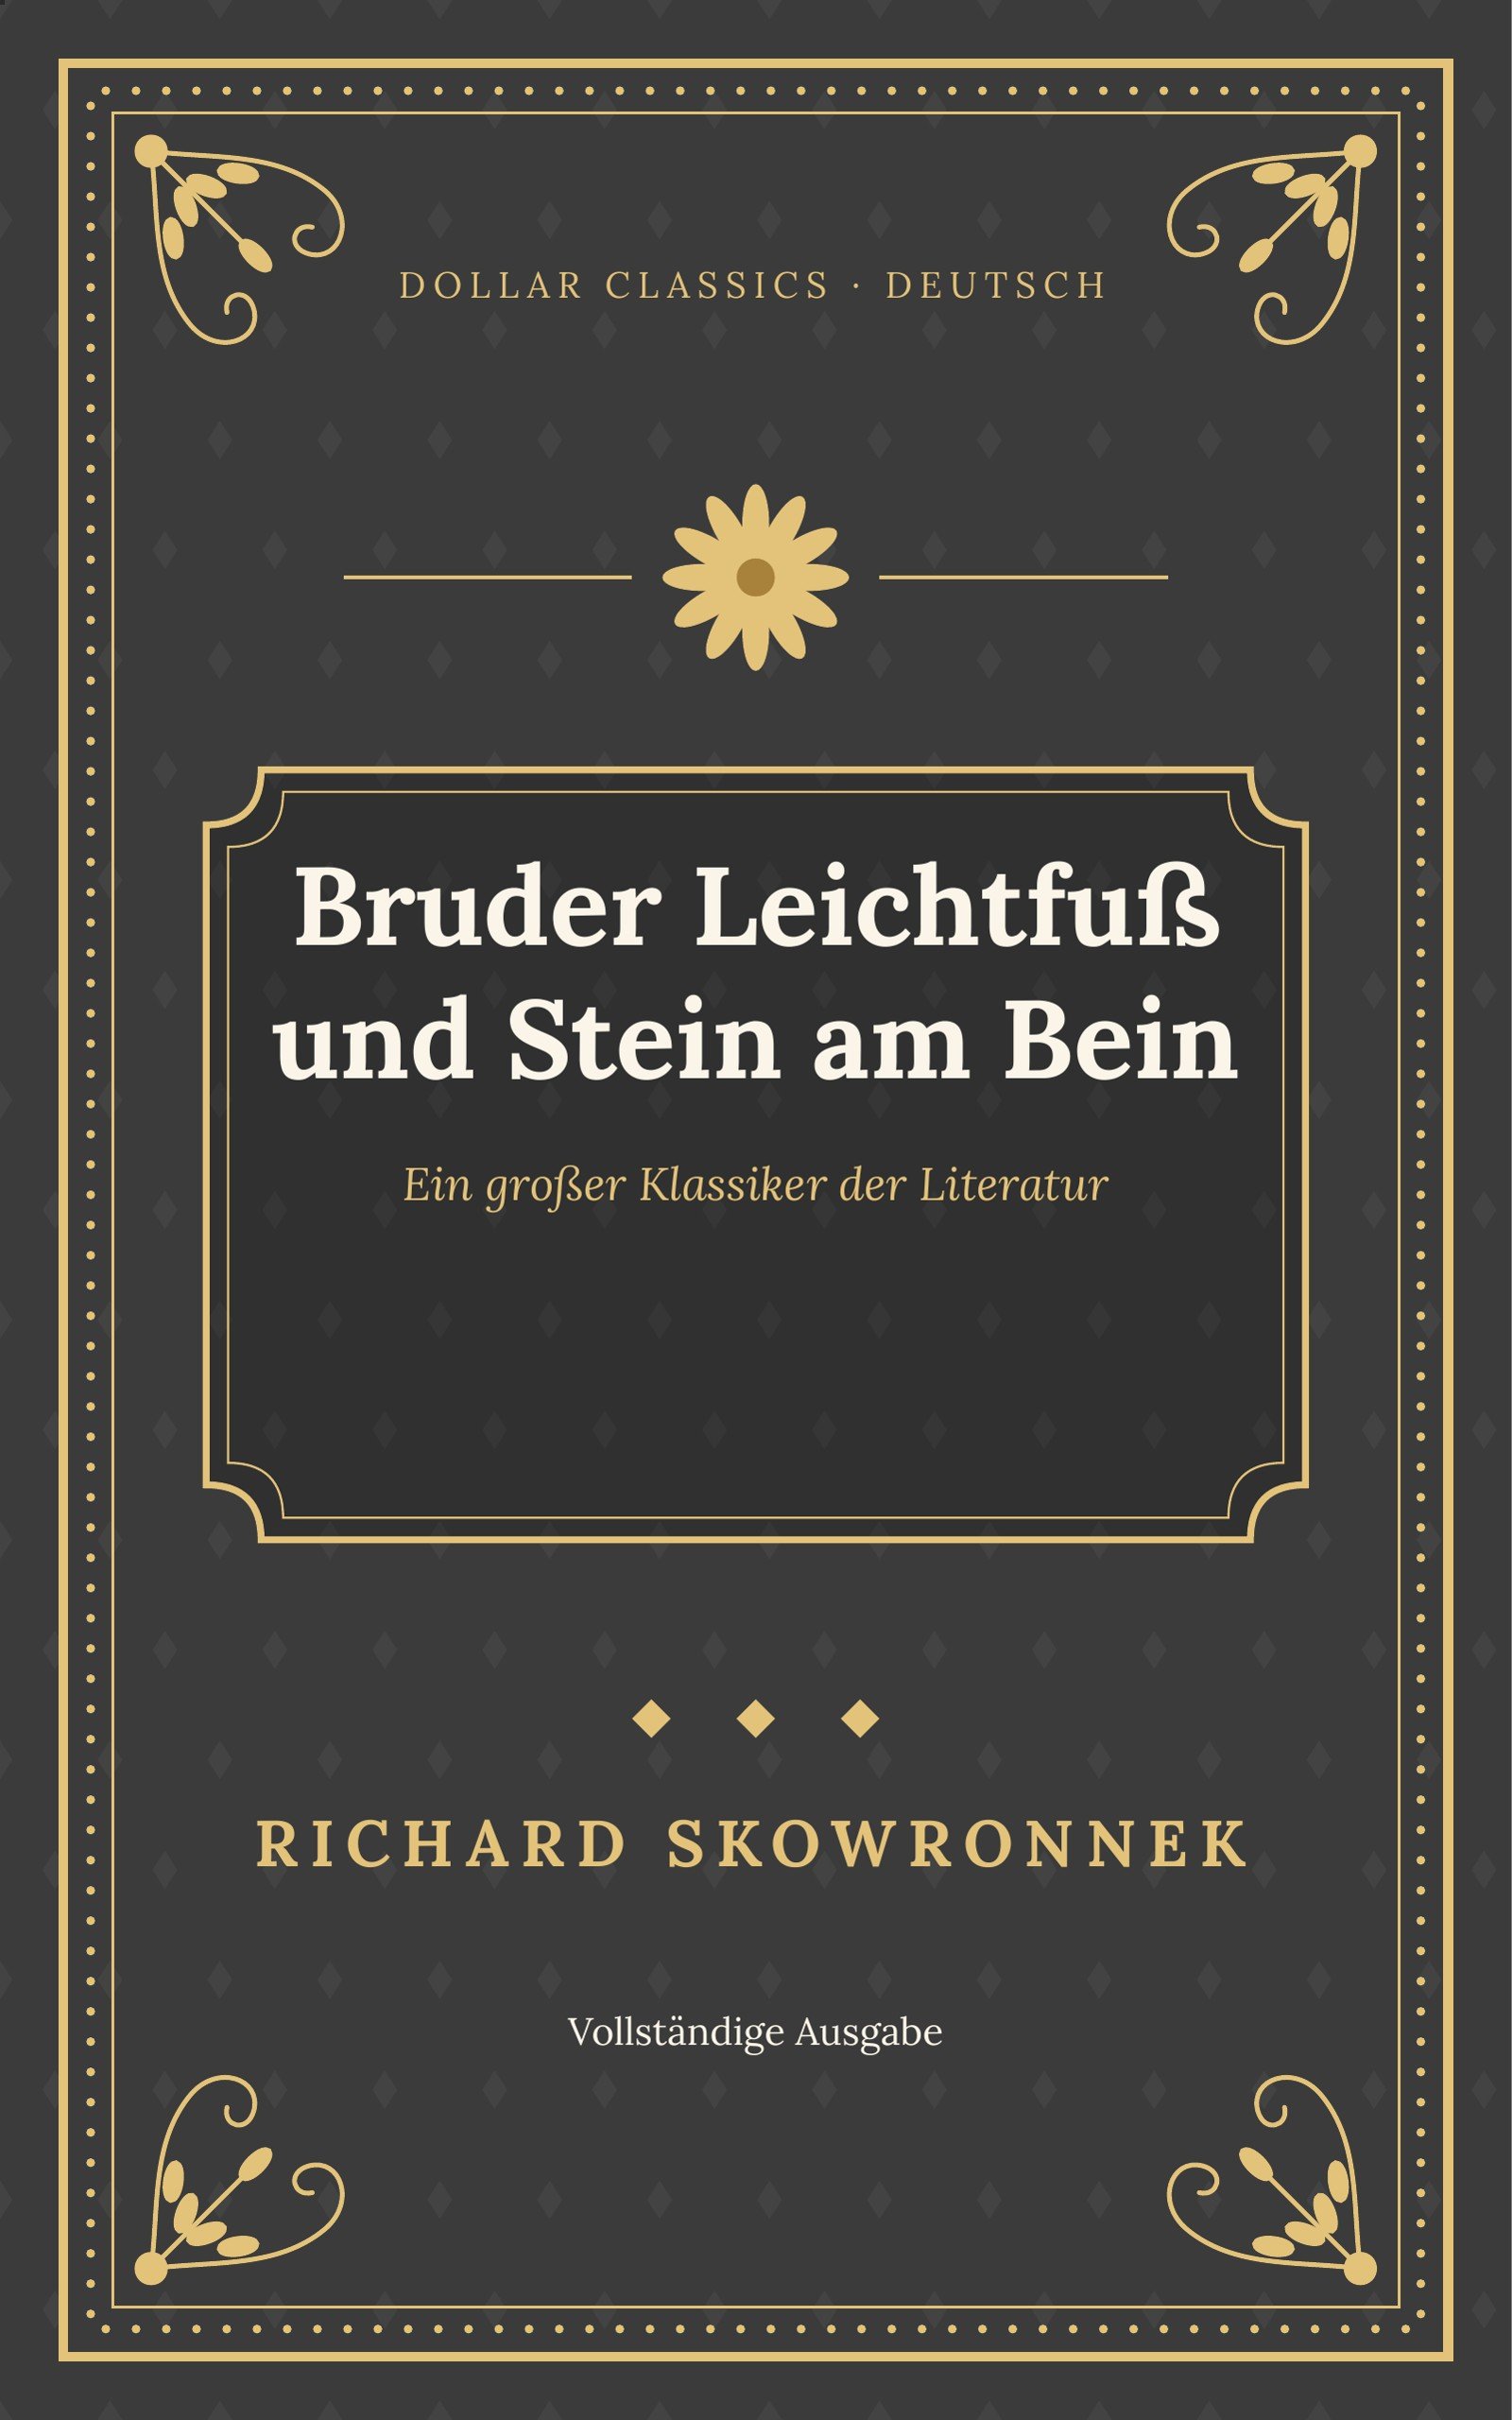 DOLLAR CLASSICS · DEUTSCH
Bruder Leichtfuß
und Stein am Bein
Ein großer Klassiker der Literatur
RICHARD SKOWRONNEK
Vollständige Ausgabe